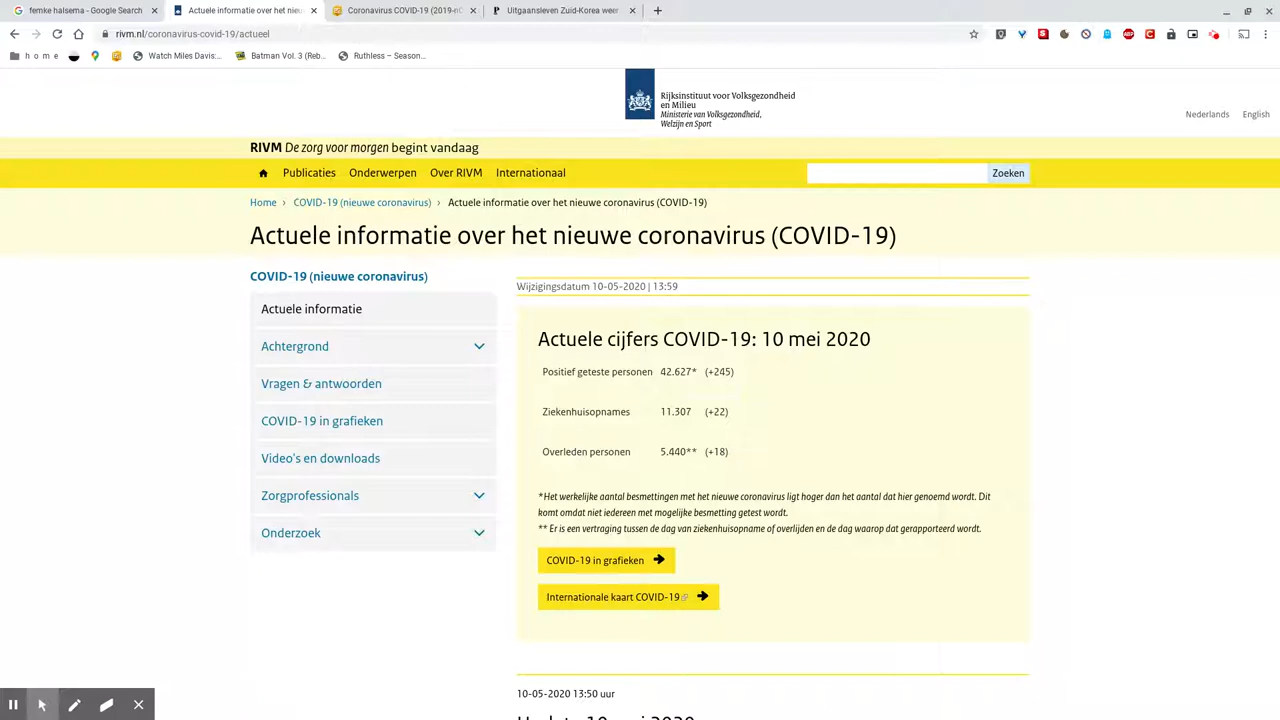 femke halsema - Google Search
Actuele informatie over het nieu
Coronavirus COVID-19 (2019-nC
Uitgaansleven Zuid-Korea weer
rivm.nl/coronavirus-covid-19/actueel
h o m e
Watch Miles Davis:...
Batman Vol. 3 (Reb...
Ruthless – Season...
Rijksinstituut voor Volksgezondheid
en Milieu
Ministerie van Volksgezondheid,
Welzijn en Sport
Nederlands English
RIVM De zorg voor morgen begint vandaag
Publicaties Onderwerpen Over RIVM Internationaal
Zoeken
Home › COVID-19 (nieuwe coronavirus) › Actuele informatie over het nieuwe coronavirus (COVID-19)
Actuele informatie over het nieuwe coronavirus (COVID-19)
COVID-19 (nieuwe coronavirus)
Actuele informatie
Achtergrond
Vragen & antwoorden
COVID-19 in grafieken
Video's en downloads
Zorgprofessionals
Onderzoek
Wijzigingsdatum 10-05-2020 | 13:59
Actuele cijfers COVID-19: 10 mei 2020
Positief geteste personen 42.627* (+245)
Ziekenhuisopnames 11.307 (+22)
Overleden personen 5.440** (+18)
*Het werkelijke aantal besmettingen met het nieuwe coronavirus ligt hoger dan het aantal dat hier genoemd wordt. Dit
komt omdat niet iedereen met mogelijke besmetting getest wordt.
** Er is een vertraging tussen de dag van ziekenhuisopname of overlijden en de dag waarop dat gerapporteerd wordt.
COVID-19 in grafieken
Internationale kaart COVID-19
10-05-2020 13:50 uur
Update 10 mei 2020